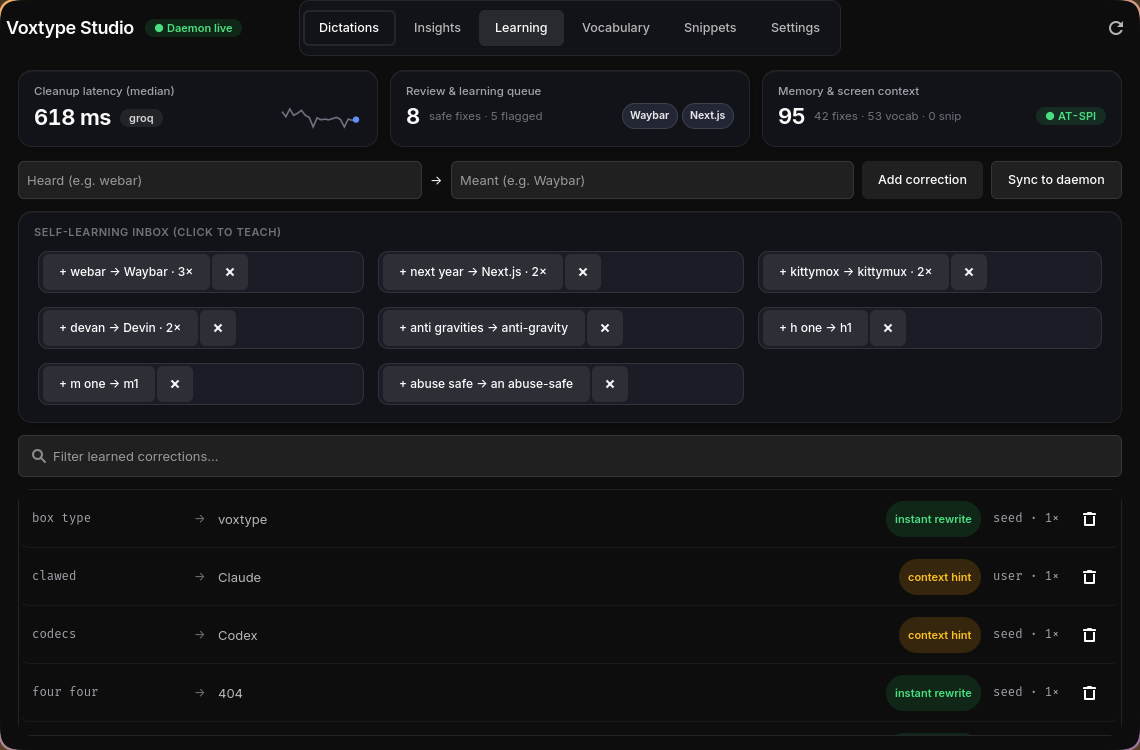 Voxtype Studio
Daemon live
Dictations
Insights
Learning
Vocabulary
Snippets
Settings
Cleanup latency (median)
618 ms groq
Review & learning queue
8 safe fixes · 5 flagged
Waybar
Next.js
Memory & screen context
95 42 fixes · 53 vocab · 0 snip
AT-SPI
Heard (e.g. webar)
→
Meant (e.g. Waybar)
Add correction
Sync to daemon
SELF-LEARNING INBOX (CLICK TO TEACH)
+ webar → Waybar · 3× ×
+ next year → Next.js · 2× ×
+ kittymox → kittymux · 2× ×
+ devan → Devin · 2× ×
+ anti gravities → anti-gravity ×
+ h one → h1 ×
+ m one → m1 ×
+ abuse safe → an abuse-safe ×
Filter learned corrections...
box type → voxtype instant rewrite seed · 1×
clawed → Claude context hint user · 1×
codecs → Codex context hint seed · 1×
four four → 404 instant rewrite seed · 1×